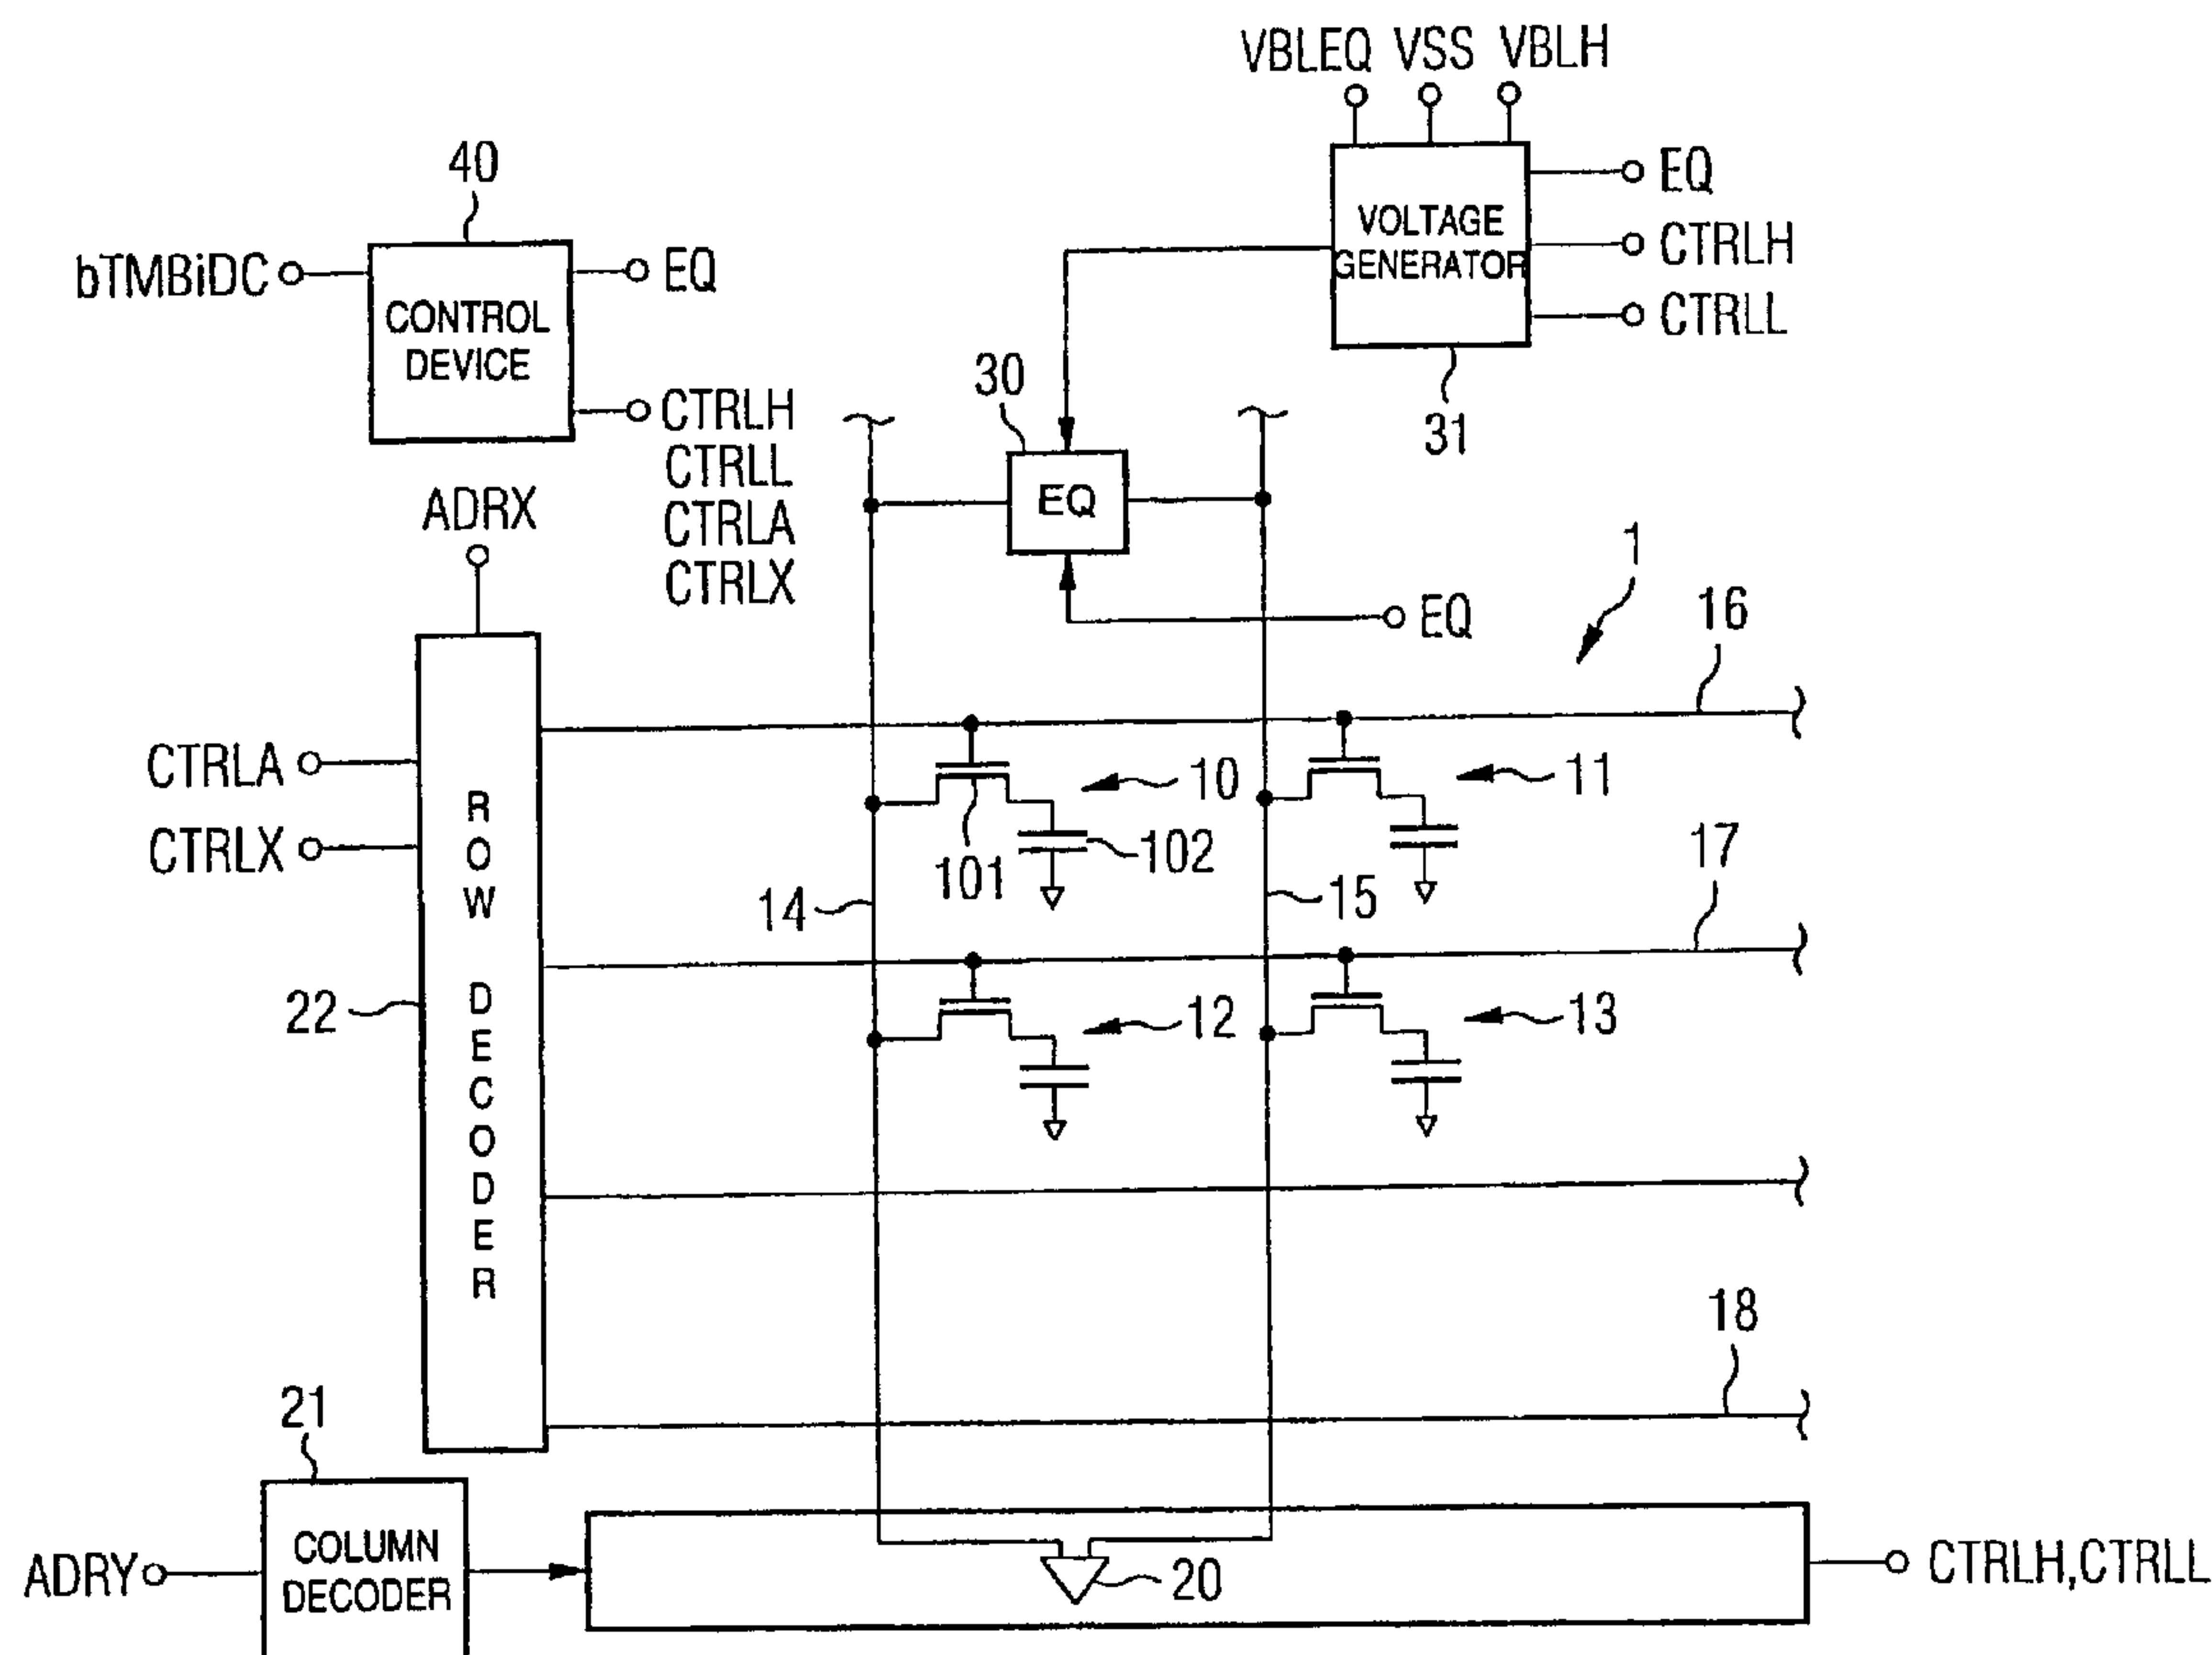 VBLEQ VSS VBLH
40
EQ
VOLTAGE
GENERATOR
CTRLH
CTRLL
31
bTMBiDC
EQ
CONTROL
DEVICE
CTRLH
CTRLL
CTRLA
CTRLX
30
EQ
EQ
ADRX
1
16
CTRLA
CTRLX
ROW DECODER
22
10
101
102
11
14
15
17
12
13
18
21
COLUMN
DECODER
ADRY
20
CTRLH,CTRLL